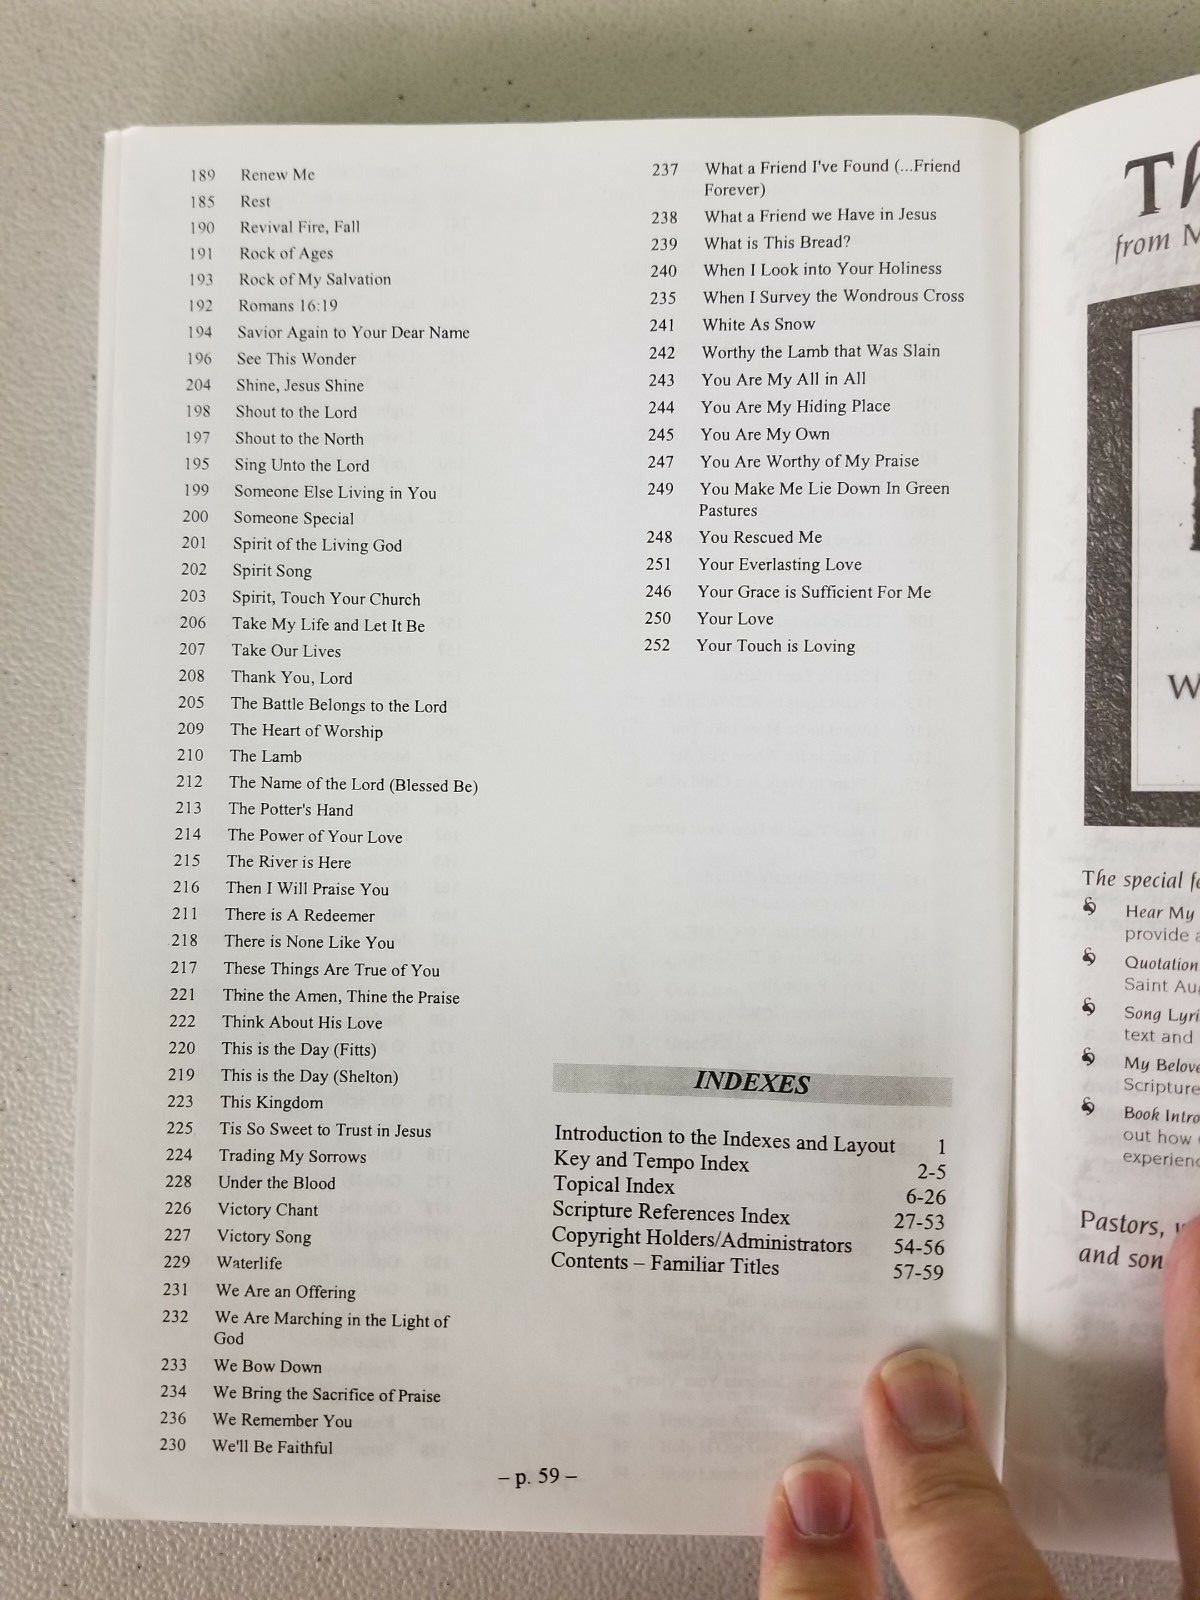 189 Renew Me
185 Rest
190 Revival Fire, Fall
191 Rock of Ages
193 Rock of My Salvation
192 Romans 16:19
194 Savior Again to Your Dear Name
196 See This Wonder
204 Shine, Jesus Shine
198 Shout to the Lord
197 Shout to the North
195 Sing Unto the Lord
199 Someone Else Living in You
200 Someone Special
201 Spirit of the Living God
202 Spirit Song
203 Spirit, Touch Your Church
206 Take My Life and Let It Be
207 Take Our Lives
208 Thank You, Lord
205 The Battle Belongs to the Lord
209 The Heart of Worship
210 The Lamb
212 The Name of the Lord (Blessed Be)
213 The Potter's Hand
214 The Power of Your Love
215 The River is Here
216 Then I Will Praise You
211 There is A Redeemer
218 There is None Like You
217 These Things Are True of You
221 Thine the Amen, Thine the Praise
222 Think About His Love
220 This is the Day (Fitts)
219 This is the Day (Shelton)
223 This Kingdom
225 Tis So Sweet to Trust in Jesus
224 Trading My Sorrows
228 Under the Blood
226 Victory Chant
227 Victory Song
229 Waterlife
231 We Are an Offering
232 We Are Marching in the Light of
God
233 We Bow Down
234 We Bring the Sacrifice of Praise
236 We Remember You
230 We'll Be Faithful
237 What a Friend I've Found (...Friend
Forever)
238 What a Friend we Have in Jesus
239 What is This Bread?
240 When I Look into Your Holiness
235 When I Survey the Wondrous Cross
241 White As Snow
242 Worthy the Lamb that Was Slain
243 You Are My All in All
244 You Are My Hiding Place
245 You Are My Own
247 You Are Worthy of My Praise
249 You Make Me Lie Down In Green
Pastures
248 You Rescued Me
251 Your Everlasting Love
246 Your Grace is Sufficient For Me
250 Your Love
252 Your Touch is Loving
INDEXES
Introduction to the Indexes and Layout 1
Key and Tempo Index 2-5
Topical Index 6-26
Scripture References Index 27-53
Copyright Holders/Administrators 54-56
Contents – Familiar Titles 57-59
– p. 59 –
from
The special
Hear My
provide
Quotation
Saint
Song
text and
My
Scripture
Book
out how
Pastors,
and